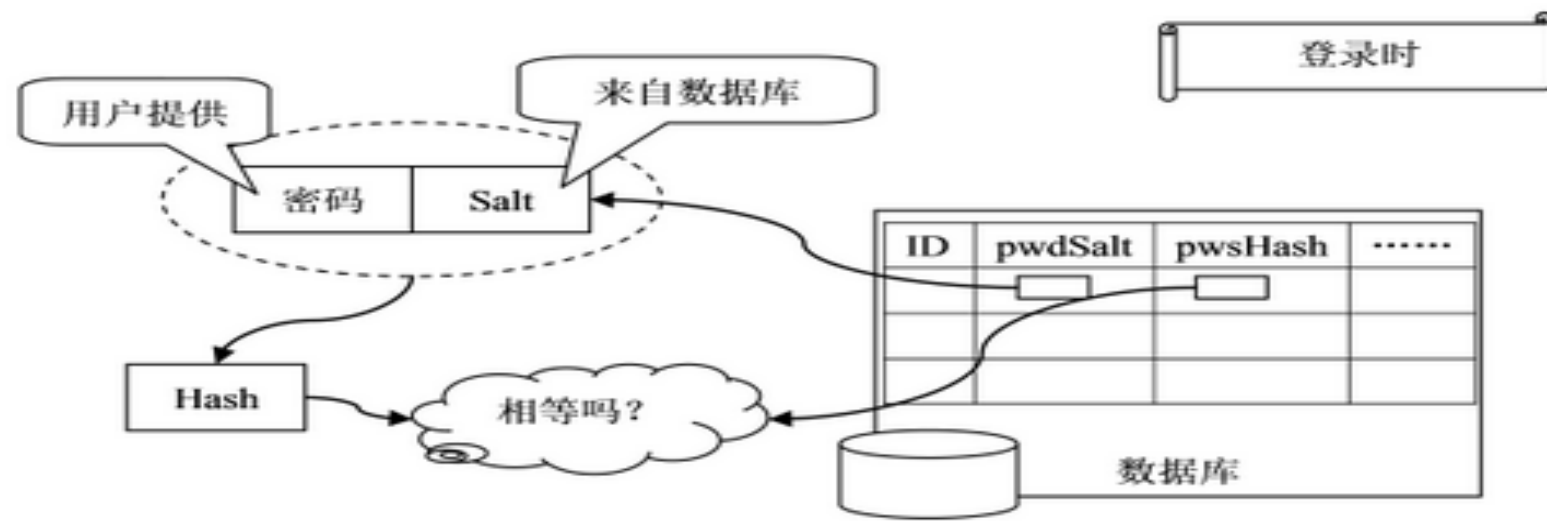 登录时
用户提供
来自数据库
密码 Salt
ID pwdSalt pwsHash ······
Hash
相等吗？
数据库